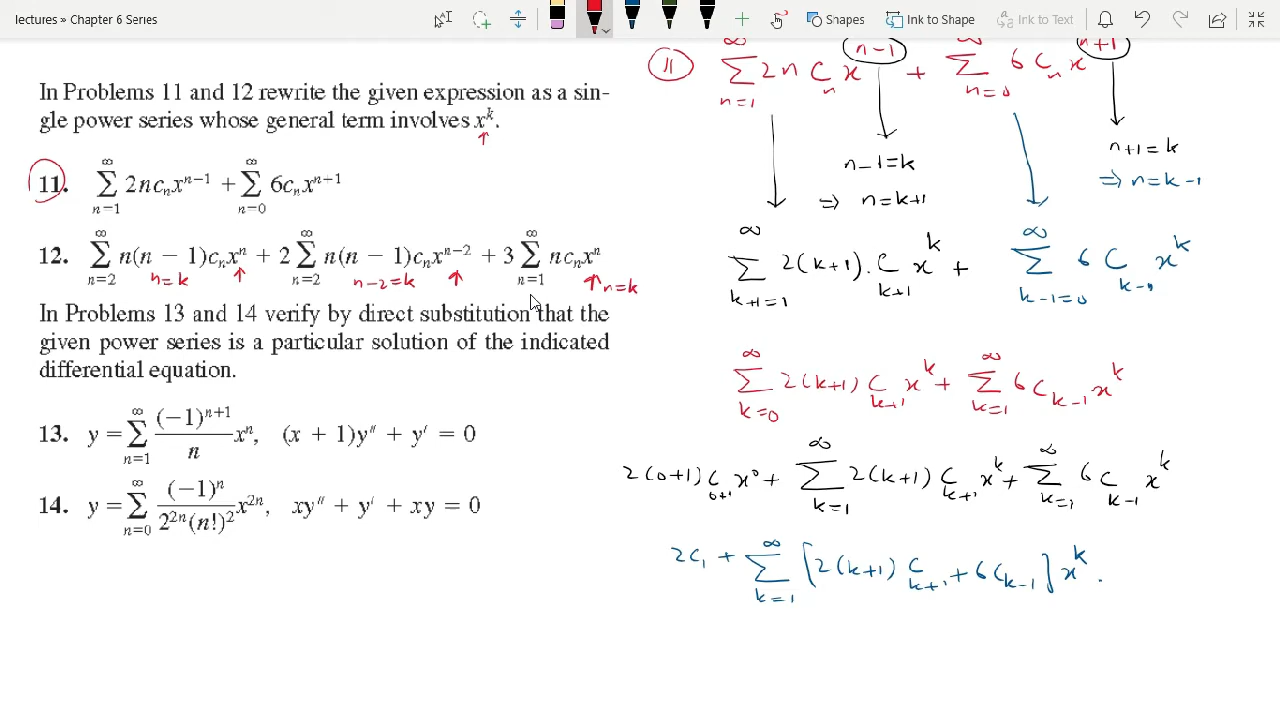 lectures » Chapter 6 Series
Shapes Ink to Shape Ink to Text
In Problems 11 and 12 rewrite the given expression as a sin-
gle power series whose general term involves x^k.
11. ∑_{n=1}^{∞} 2nc_n x^{n−1} + ∑_{n=0}^{∞} 6c_n x^{n+1}
12. ∑_{n=2}^{∞} n(n − 1)c_n x^n + 2 ∑_{n=2}^{∞} n(n − 1)c_n x^{n−2} + 3 ∑_{n=1}^{∞} nc_n x^n
n=k n-2=k n=k
In Problems 13 and 14 verify by direct substitution that the
given power series is a particular solution of the indicated
differential equation.
13. y = ∑_{n=1}^{∞} (−1)^{n+1}/n x^n, (x + 1)y″ + y′ = 0
14. y = ∑_{n=0}^{∞} (−1)^n/(2^{2n}(n!)^2) x^{2n}, xy″ + y′ + xy = 0
11 ∑_{n=1}^{∞} 2n C_n x^{n-1} + ∑_{n=0}^{∞} 6 C_n x^{n+1}
n-1=k n+1=k
⇒ n=k+1 ⇒ n=k-1
∑_{k+1=1}^{∞} 2(k+1). C_{k+1} x^k + ∑_{k-1=0}^{∞} 6 C_{k-1} x^k
∑_{k=0}^{∞} 2(k+1) C_{k+1} x^k + ∑_{k=1}^{∞} 6 C_{k-1} x^k
2(0+1) C_{0+1} x^0 + ∑_{k=1}^{∞} 2(k+1) C_{k+1} x^k + ∑_{k=1}^{∞} 6 C_{k-1} x^k
2C_1 + ∑_{k=1}^{∞} [2(k+1) C_{k+1} + 6 C_{k-1}] x^k .